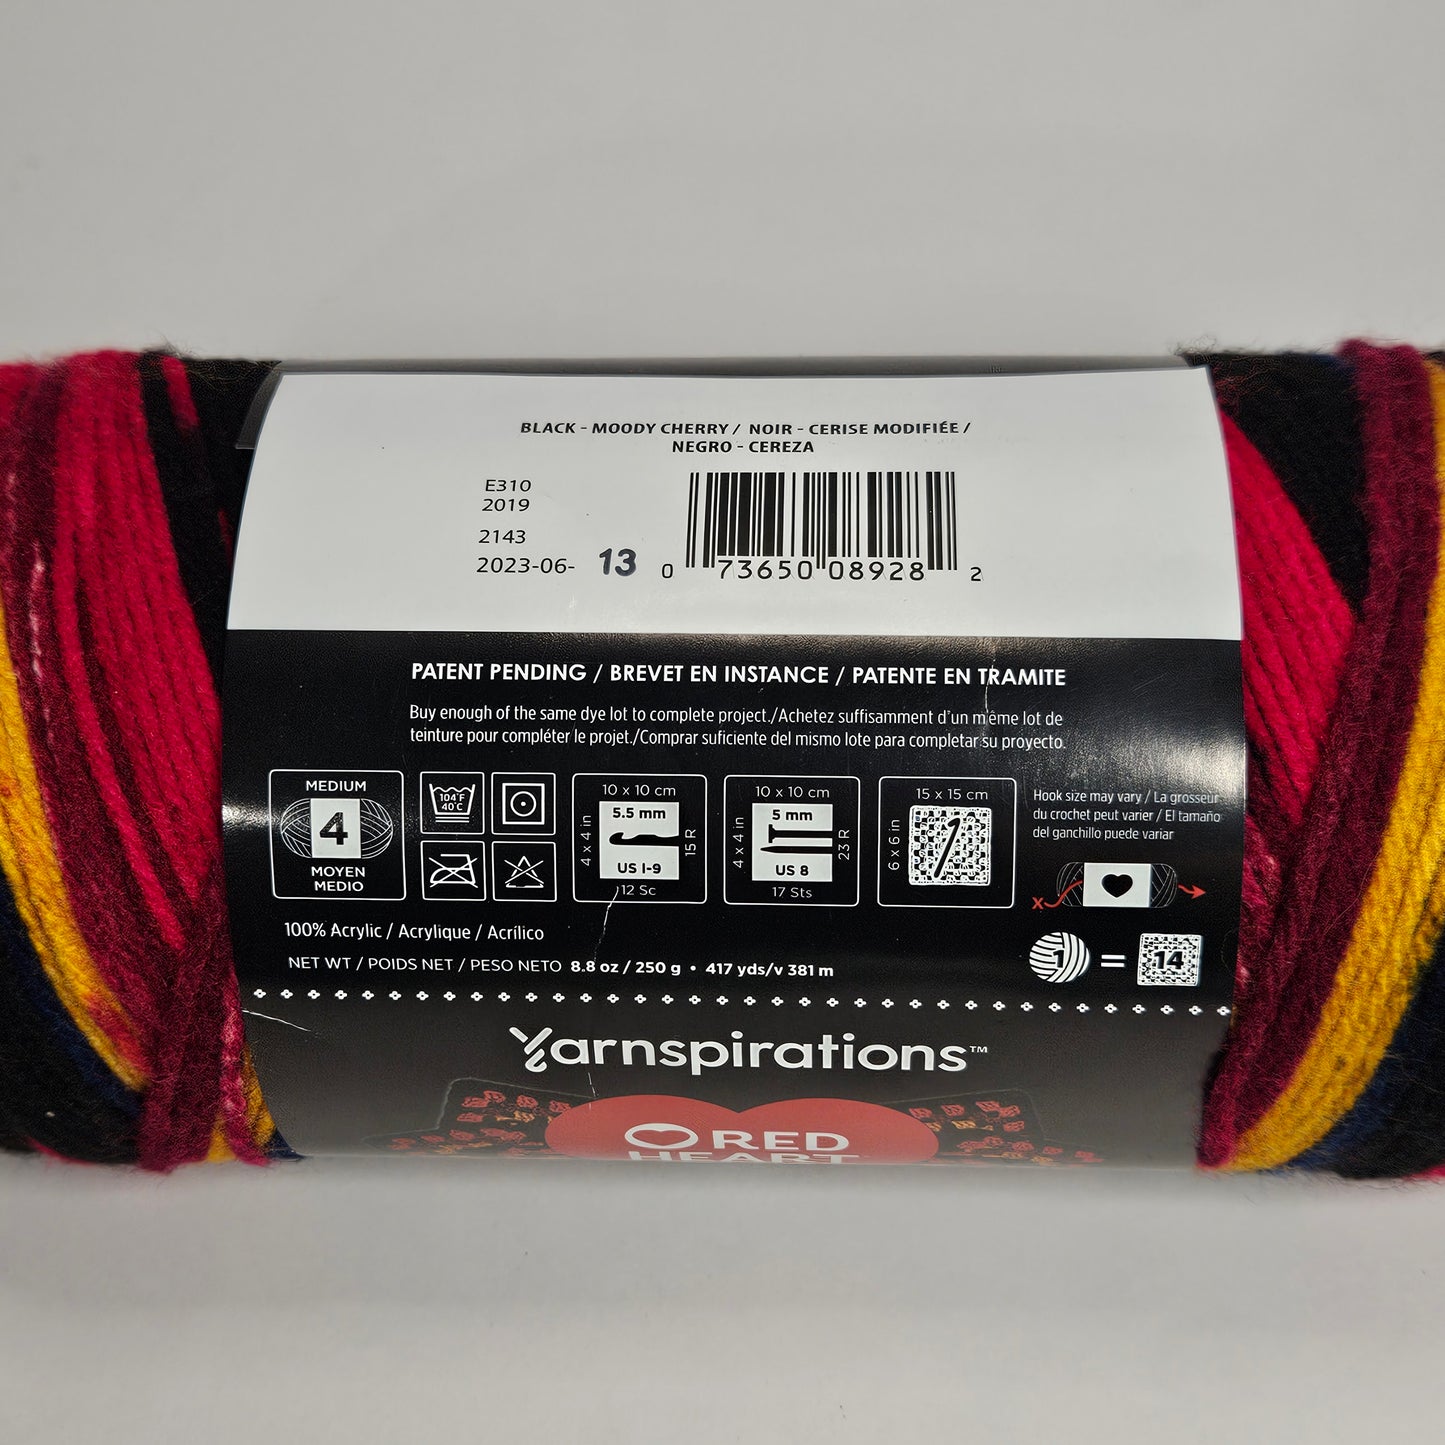 BLACK - MOODY CHERRY / NOIR - CERISE MODIFIÉE /
NEGRO - CEREZA
E310
2019
2143
2023-06- 13
0 73650 08928 2
PATENT PENDING / BREVET EN INSTANCE / PATENTE EN TRAMITE
Buy enough of the same dye lot to complete project./Achetez suffisamment d'un même lot de
teinture pour compléter le projet./Comprar suficiente del mismo lote para completar su proyecto.
MEDIUM
4
MOYEN
MEDIO
104°F
40°C
10 x 10 cm
4 x 4 in
5.5 mm
US I-9
15 R
12 Sc
10 x 10 cm
4 x 4 in
5 mm
US 8
23 R
17 Sts
15 x 15 cm
6 x 6 in
Hook size may vary / La grosseur
du crochet peut varier / El tamaño
del ganchillo puede variar
X
1 = 14
100% Acrylic / Acrylique / Acrílico
NET WT / POIDS NET / PESO NETO 8.8 oz / 250 g • 417 yds/v 381 m
Yarnspirations™
RED
HEART